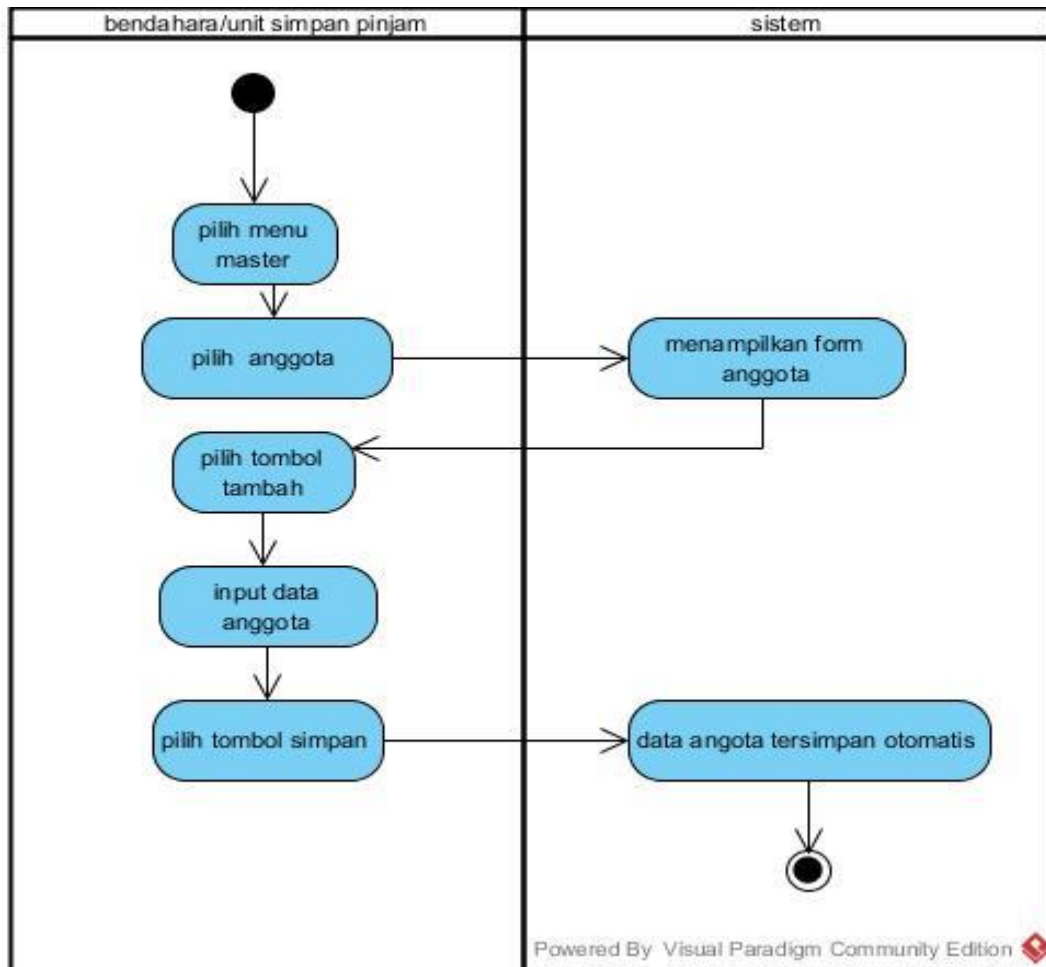 bendahara/unit simpan pinjam
sistem
pilih menu
master
pilih anggota
menampilkan form
anggota
pilih tombol
tambah
input data
anggota
pilih tombol simpan
data angota tersimpan otomatis
Powered By Visual Paradigm Community Edition